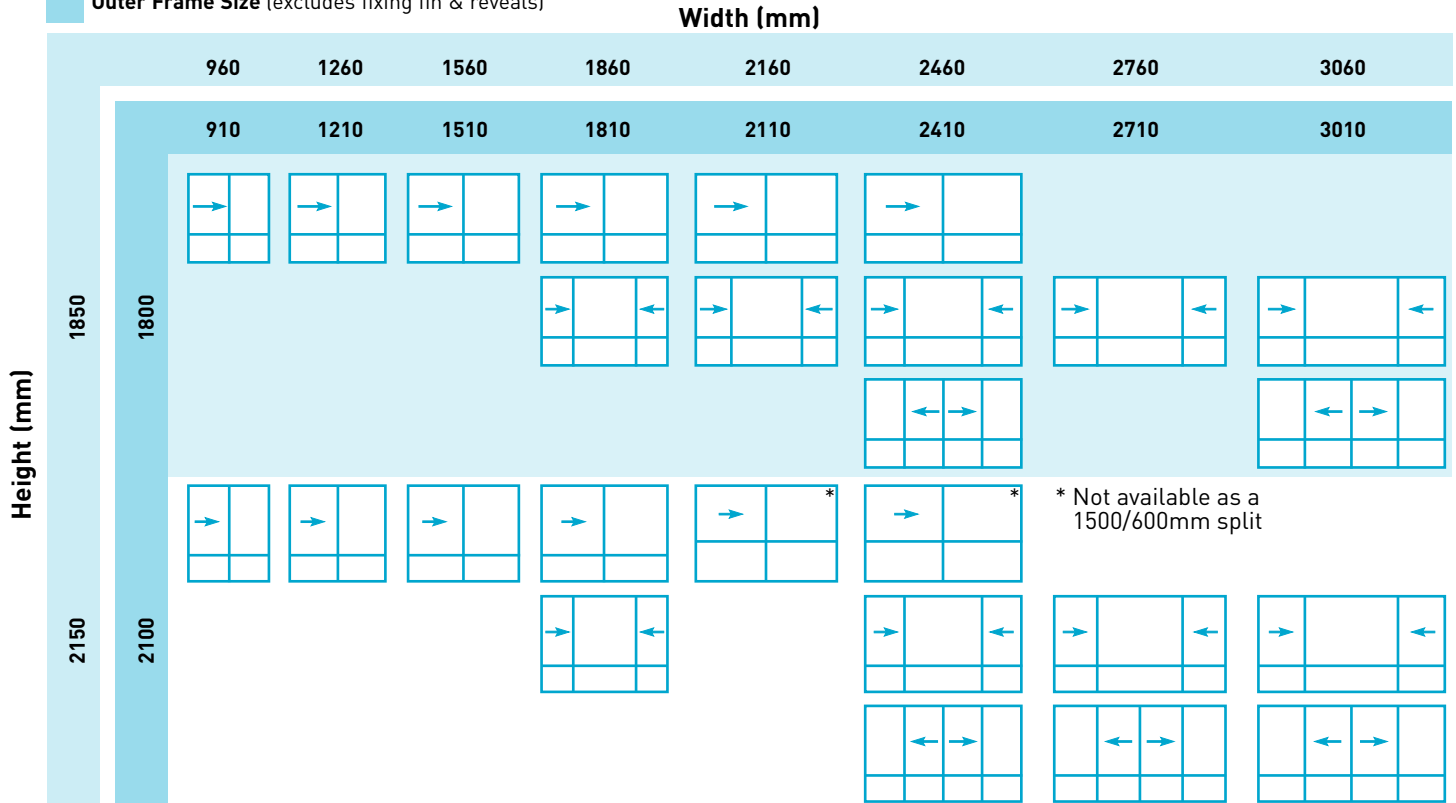 Outer Frame Size (excludes fixing fin & reveals)
Width (mm)
960 1260 1560 1860 2160 2460 2760 3060
910 1210 1510 1810 2110 2410 2710 3010
Height (mm)
1850 1800
* *
* Not available as a
1500/600mm split
2150 2100